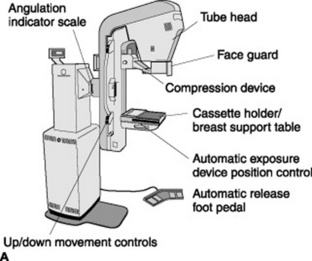 Angulation
indicator scale
Tube head
Face guard
Compression device
Cassette holder/
breast support table
Automatic exposure
device position control
Automatic release
foot pedal
Up/down movement controls
A